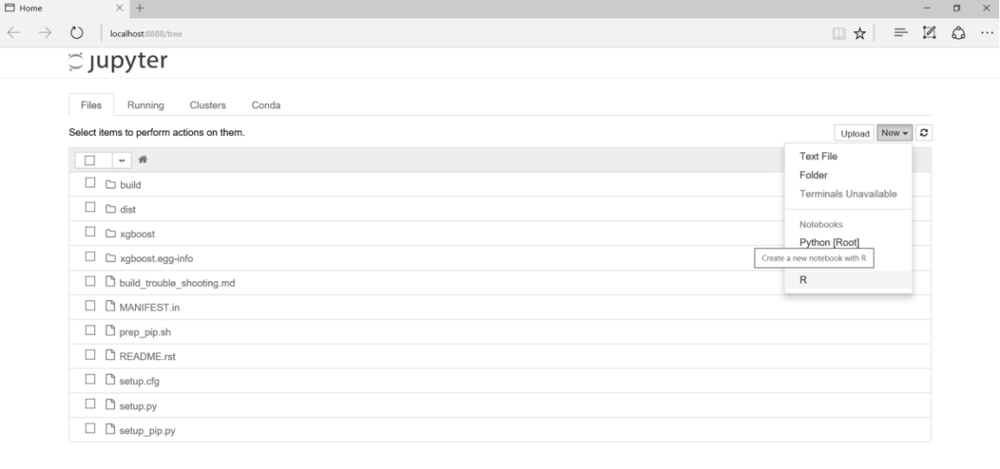 Home
localhost:8888/tree
jupyter
Files Running Clusters Conda
Select items to perform actions on them.
Upload New
Text File
Folder
Terminals Unavailable
Notebooks
Python [Root]
Create a new notebook with R
R
build
dist
xgboost
xgboost.egg-info
build_trouble_shooting.md
MANIFEST.in
prep_pip.sh
README.rst
setup.cfg
setup.py
setup_pip.py